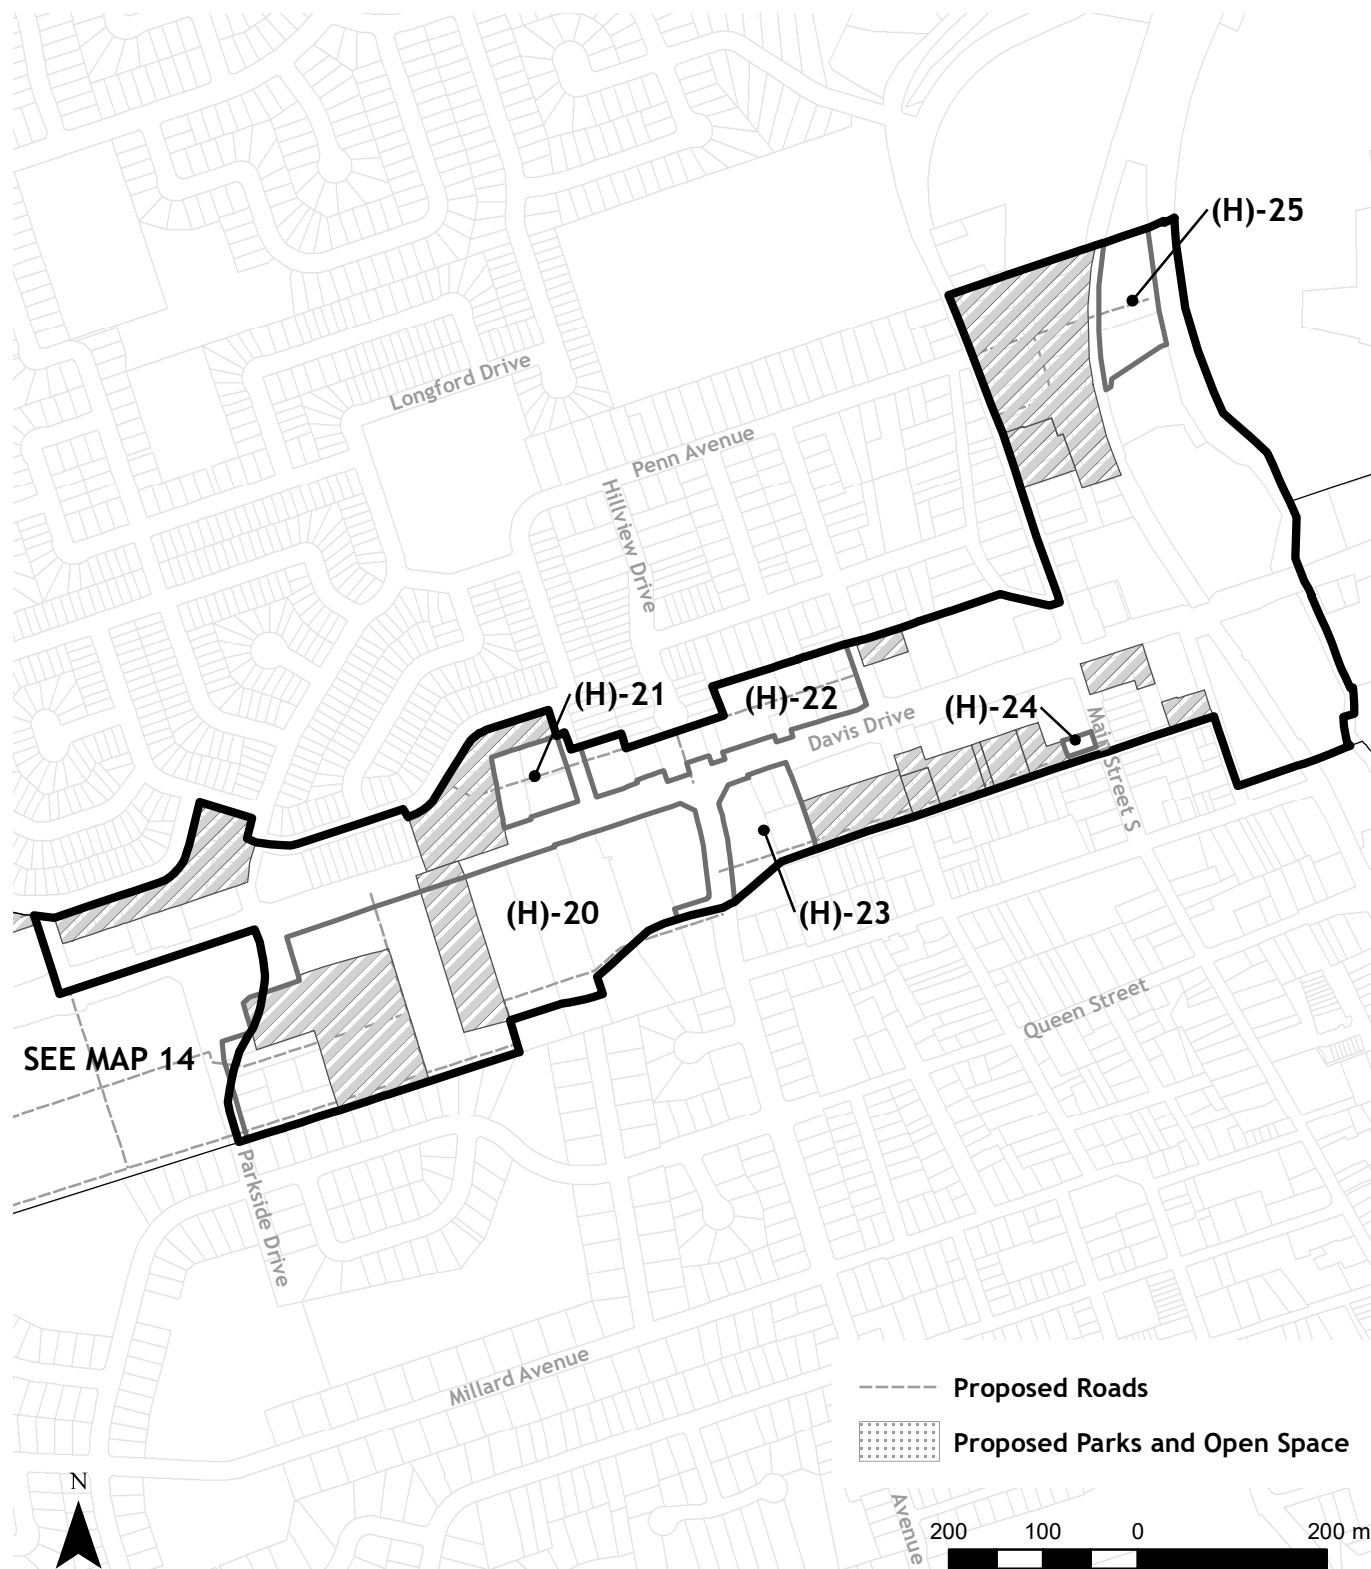 (H)-25
Longford Drive
Penn Avenue
Hillview Drive
(H)-21
(H)-22
(H)-24
Davis Drive
Main Street S
(H)-20
(H)-23
Queen Street
SEE MAP 14
Parkside Drive
Millard Avenue
Proposed Roads
Proposed Parks and Open Space
N
Avenue
200 100 0 200 m